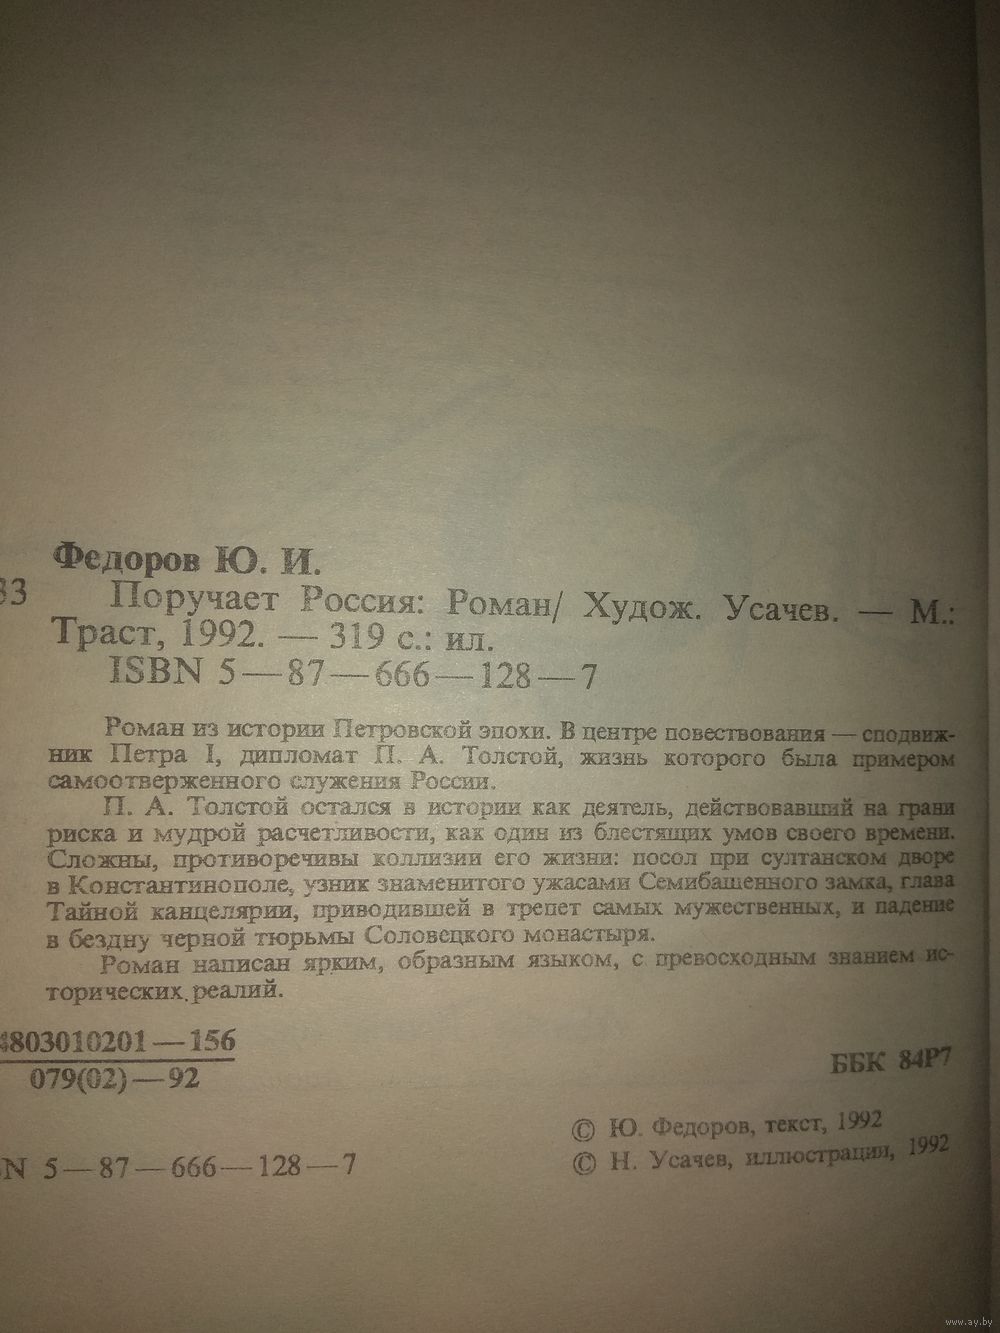 Федоров Ю. И.
33 Поручает Россия: Роман/ Худож. Усачев. — М.:
Траст, 1992. — 319 с.: ил.
ISBN 5—87—666—128—7
Роман из истории Петровской эпохи. В центре повествования — сподвиж-
ник Петра I, дипломат П. А. Толстой, жизнь которого была примером
самоотверженного служения России.
П. А. Толстой остался в истории как деятель, действовавший на грани
риска и мудрой расчетливости, как один из блестящих умов своего времени.
Сложны, противоречивы коллизии его жизни: посол при султанском дворе
в Константинополе, узник знаменитого ужасами Семибашенного замка, глава
Тайной канцелярии, приводившей в трепет самых мужественных, и падение
в бездну черной тюрьмы Соловецкого монастыря.
Роман написан ярким, образным языком, с превосходным знанием ис-
торических реалий.
4803010201—156
079(02)—92
ББК 84Р7
© Ю. Федоров, текст, 1992
N 5—87—666—128—7
© Н. Усачев, иллюстрации, 1992
www.ay.by